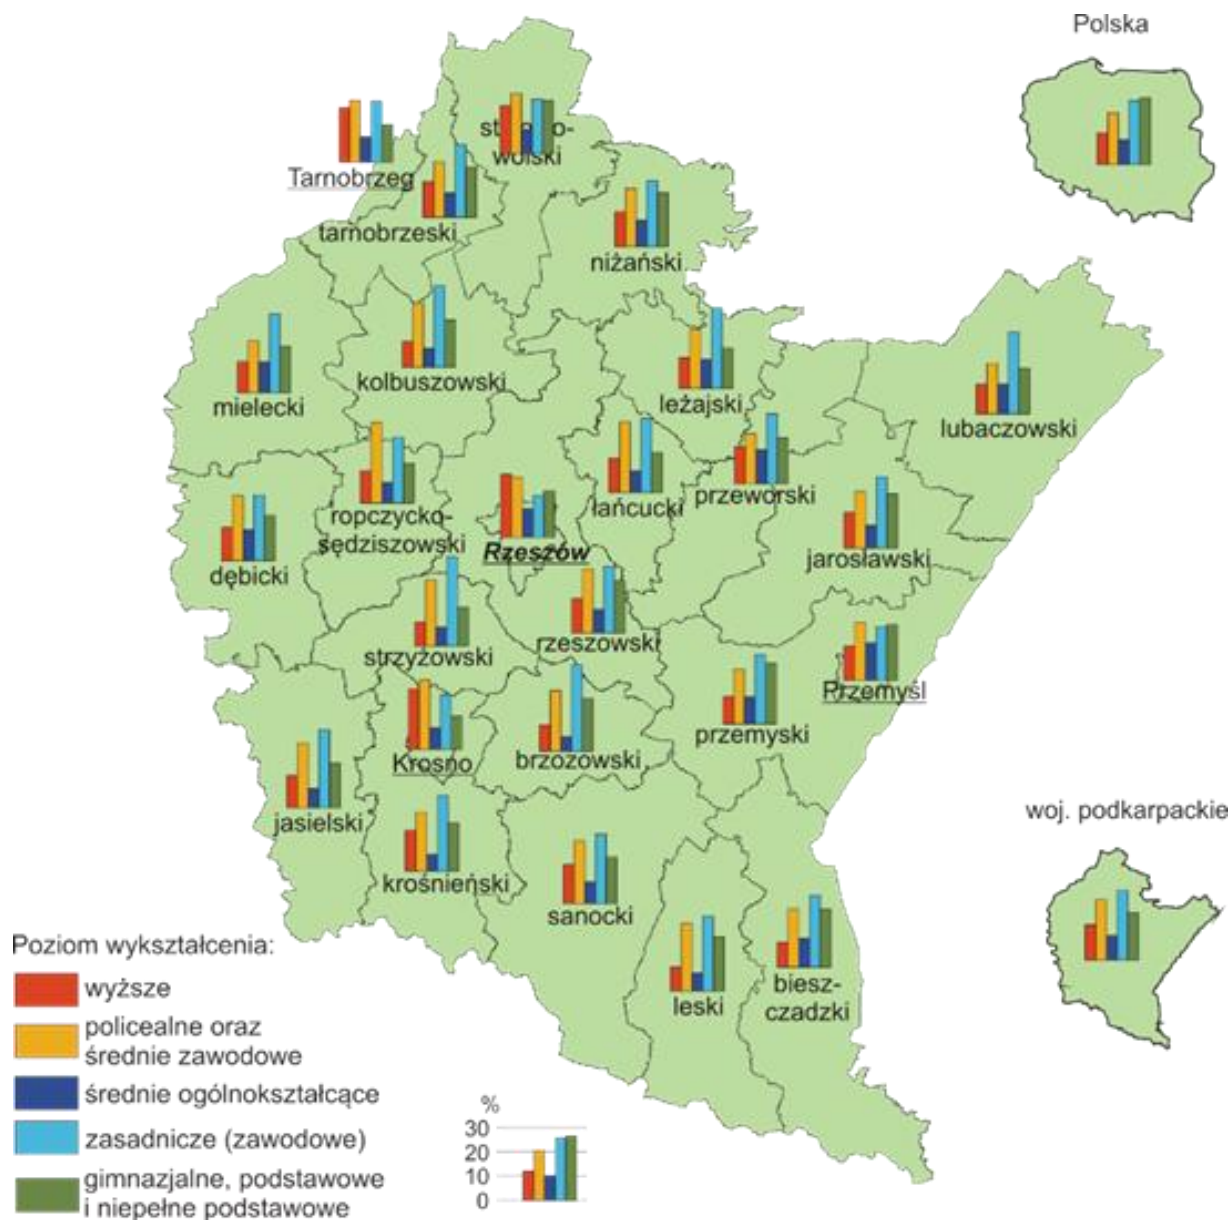 Polska
Tarnobrzeg
wolski
tarnobrzeski
niżański
kolbuszowski
mielecki
leżajski
lubaczowski
ropczycko-
sędziszowski
łańcucki
przeworski
Rzeszów
jarosławski
dębicki
strzyżowski
rzeszowski
Przemyśl
przemyski
Krosno
brzozowski
jasielski
krośnieński
sanocki
leski
biesz-
czadzki
woj. podkarpackie
Poziom wykształcenia:
wyższe
policealne oraz
średnie zawodowe
średnie ogólnokształcące
zasadnicze (zawodowe)
gimnazjalne, podstawowe
i niepełne podstawowe
%
30
20
10
0